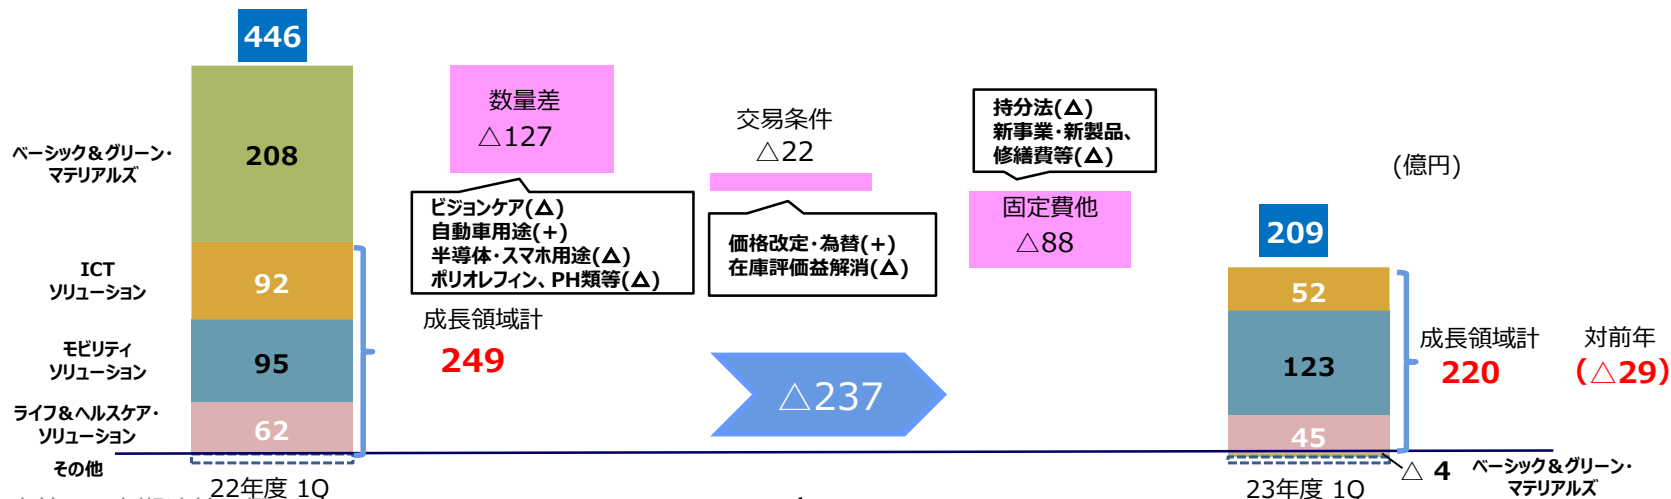 446
ベーシック&グリーン・
マテリアルズ
208
ICT
ソリューション
92
モビリティ
ソリューション
95
ライフ&ヘルスケア・
ソリューション
62
その他
22年度 1Q
数量差
△127
ビジョンケア(△)
自動車用途(+)
半導体・スマホ用途(△)
ポリオレフィン、PH類等(△)
成長領域計
249
交易条件
△22
価格改定・為替(+)
在庫評価益解消(△)
△237
持分法(△)
新事業・新製品、
修繕費等(△)
固定費他
△88
(億円)
209
52
123
45
△ 4
ベーシック&グリーン・
マテリアルズ
23年度 1Q
成長領域計
220
対前年
(△29)